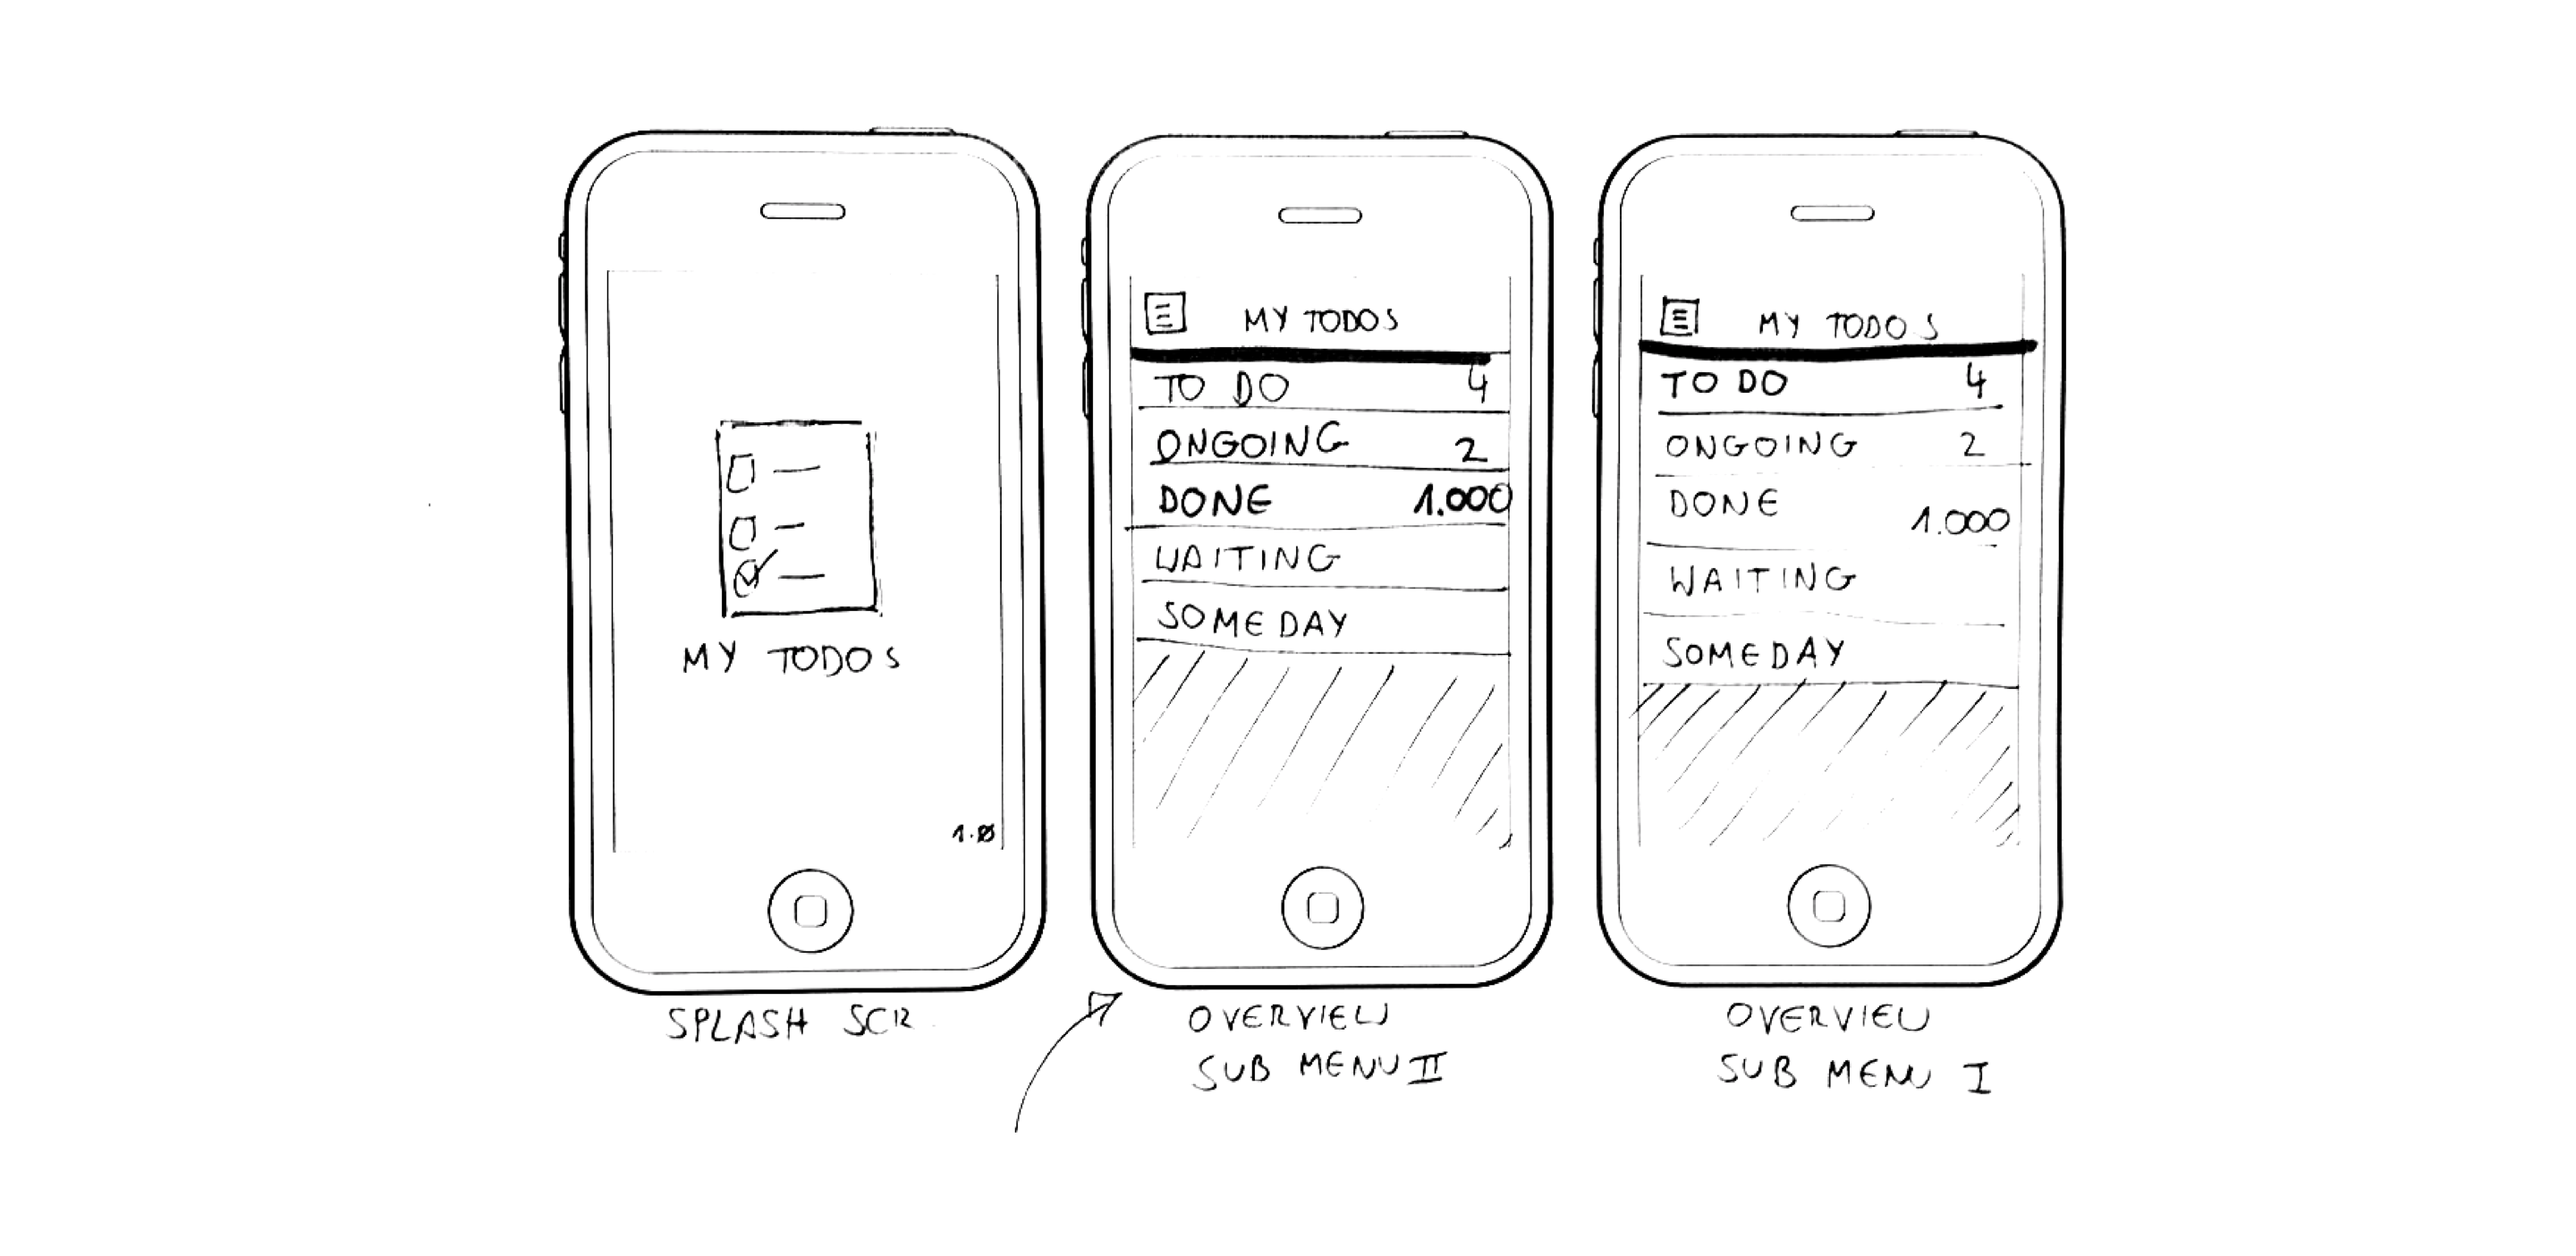 MY TODOS
1.0
SPLASH SCR
MY TODOS
TO DO 4
ONGOING 2
DONE 1.000
WAITING
SOMEDAY
OVERVIEW
SUB MENU II
MY TODOS
TO DO 4
ONGOING 2
DONE 1.000
WAITING
SOMEDAY
OVERVIEW
SUB MENU I